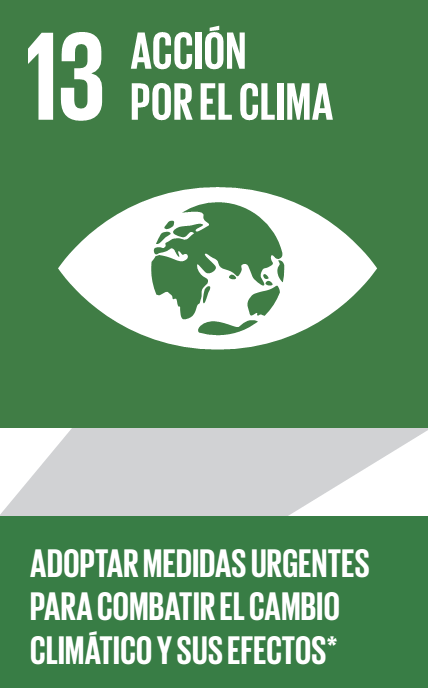 13 ACCIÓN
POR EL CLIMA
ADOPTAR MEDIDAS URGENTES
PARA COMBATIR EL CAMBIO
CLIMÁTICO Y SUS EFECTOS*